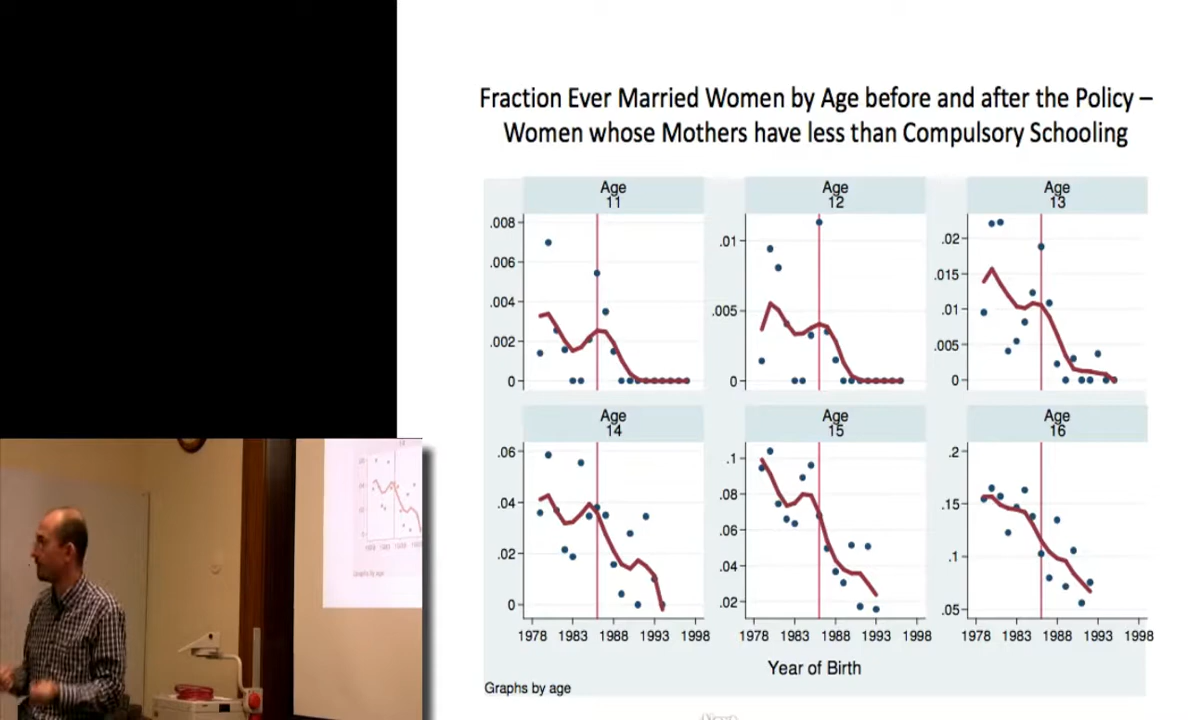 Fraction Ever Married Women by Age before and after the Policy –
Women whose Mothers have less than Compulsory Schooling
Age
11
Age
12
Age
13
.008
.006
.004
.002
0
.01
.005
0
.02
.015
.01
.005
0
Age
14
Age
15
Age
16
.06
.04
.02
0
.1
.08
.06
.04
.02
.2
.15
.1
.05
1978 1983 1988 1993 1998
1978 1983 1988 1993 1998
1978 1983 1988 1993 1998
Year of Birth
Graphs by age
Graphs by age